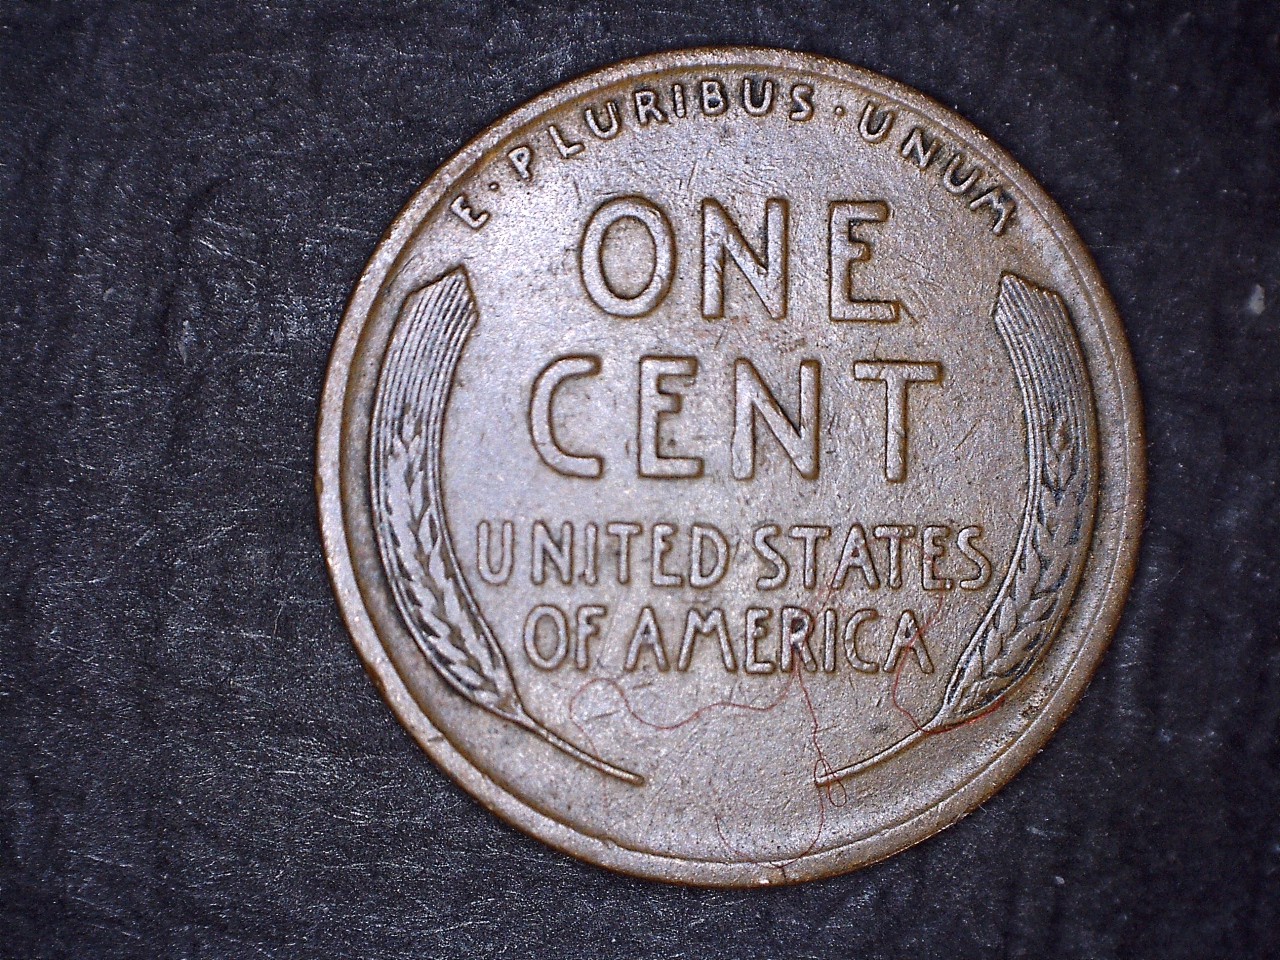 E · PLURIBUS · UNUM
ONE
CENT
UNITED STATES
OF AMERICA